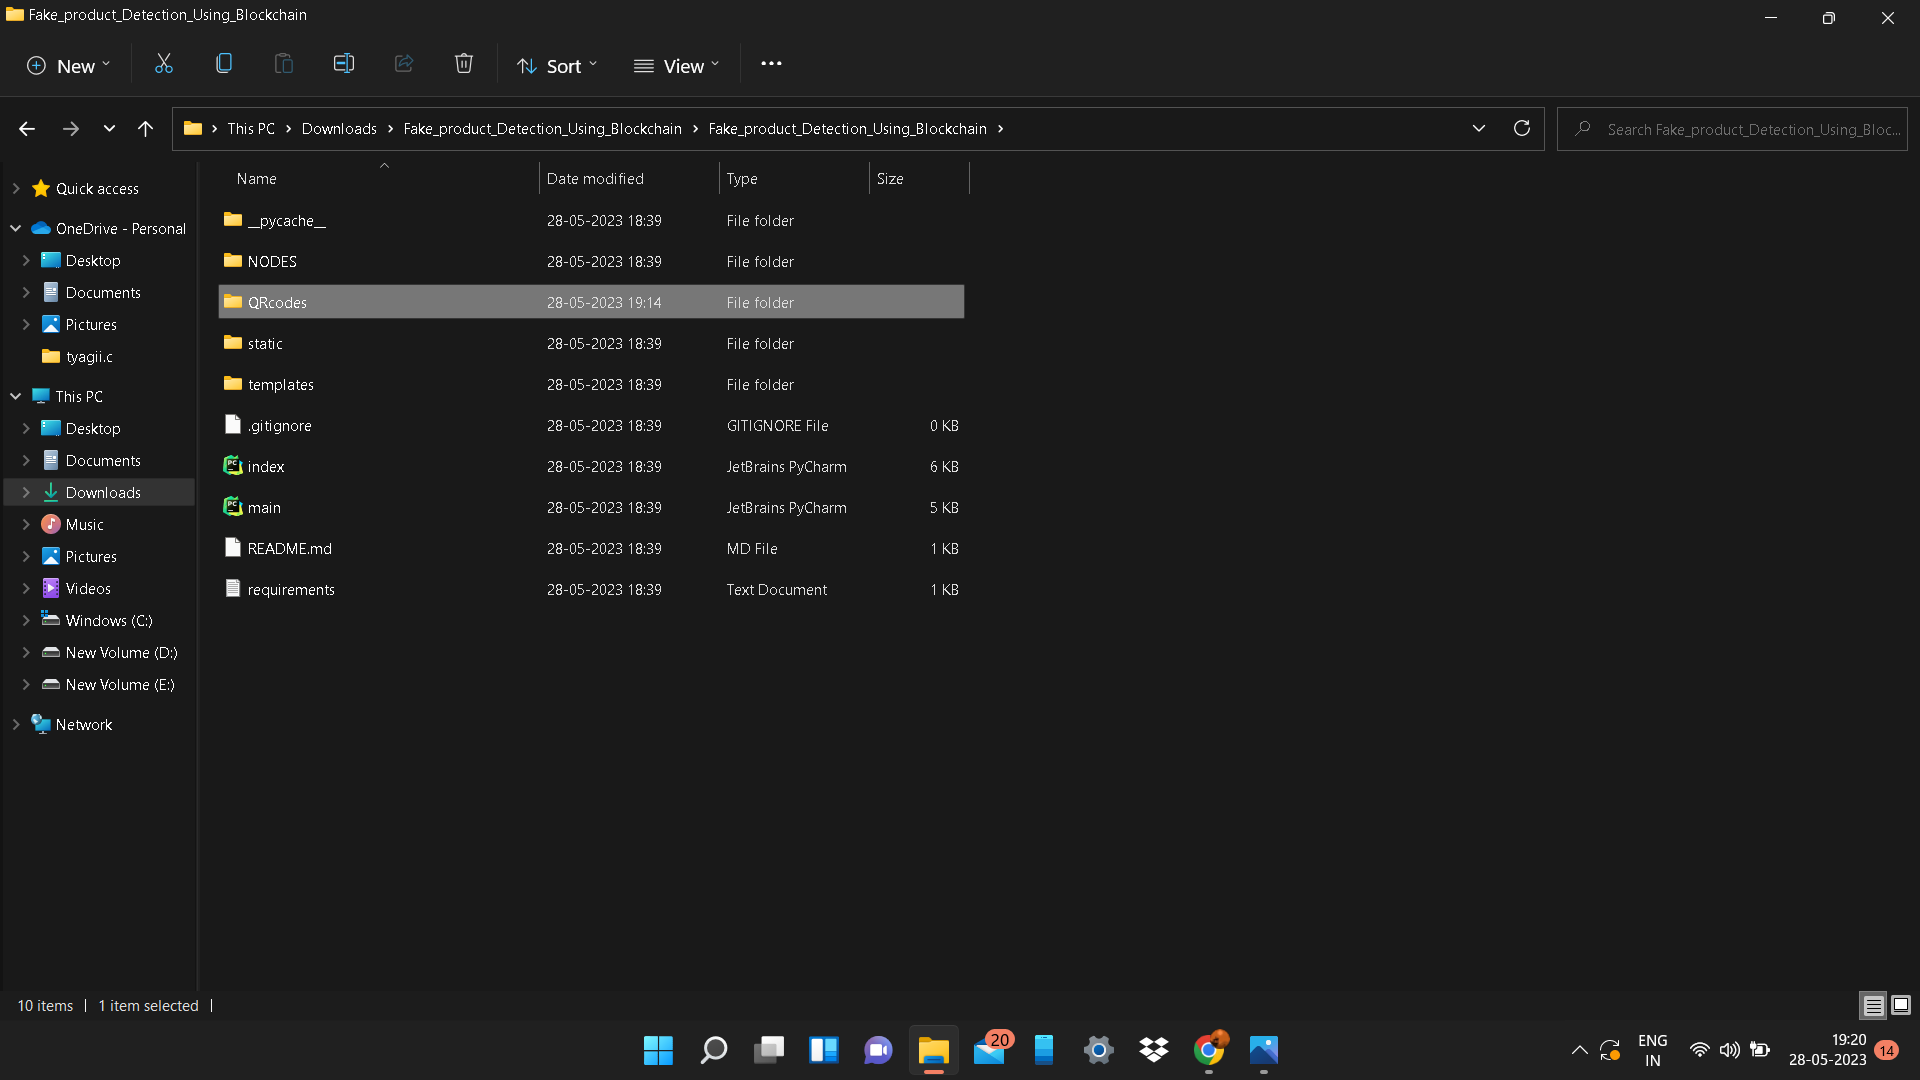 Fake_product_Detection_Using_Blockchain
New Sort View
This PC Downloads Fake_product_Detection_Using_Blockchain Fake_product_Detection_Using_Blockchain
Search Fake_product_Detection_Using_Bloc...
Name Date modified Type Size
Quick access
OneDrive - Personal
Desktop
Documents
Pictures
tyagii.c
This PC
Desktop
Documents
Downloads
Music
Pictures
Videos
Windows (C:)
New Volume (D:)
New Volume (E:)
Network
__pycache__ 28-05-2023 18:39 File folder
NODES 28-05-2023 18:39 File folder
QRcodes 28-05-2023 19:14 File folder
static 28-05-2023 18:39 File folder
templates 28-05-2023 18:39 File folder
.gitignore 28-05-2023 18:39 GITIGNORE File 0 KB
index 28-05-2023 18:39 JetBrains PyCharm 6 KB
main 28-05-2023 18:39 JetBrains PyCharm 5 KB
README.md 28-05-2023 18:39 MD File 1 KB
requirements 28-05-2023 18:39 Text Document 1 KB
10 items 1 item selected
20
ENG
IN
19:20
28-05-2023
14